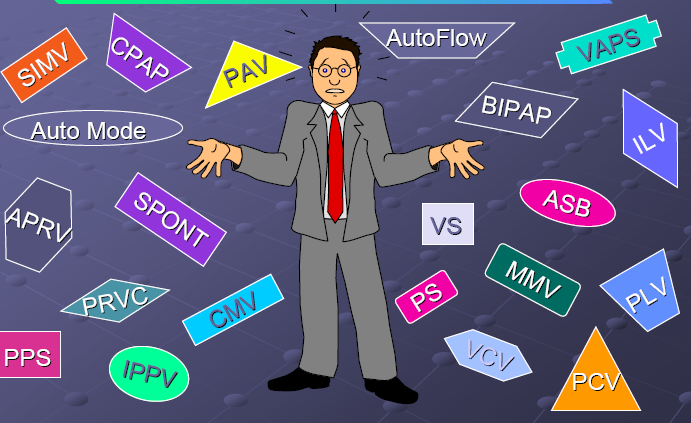 SIMV
CPAP
PAV
AutoFlow
VAPS
Auto Mode
BIPAP
ILV
APRV
SPONT
VS
ASB
PRVC
CMV
PS
MMV
PLV
PPS
IPPV
VCV
PCV